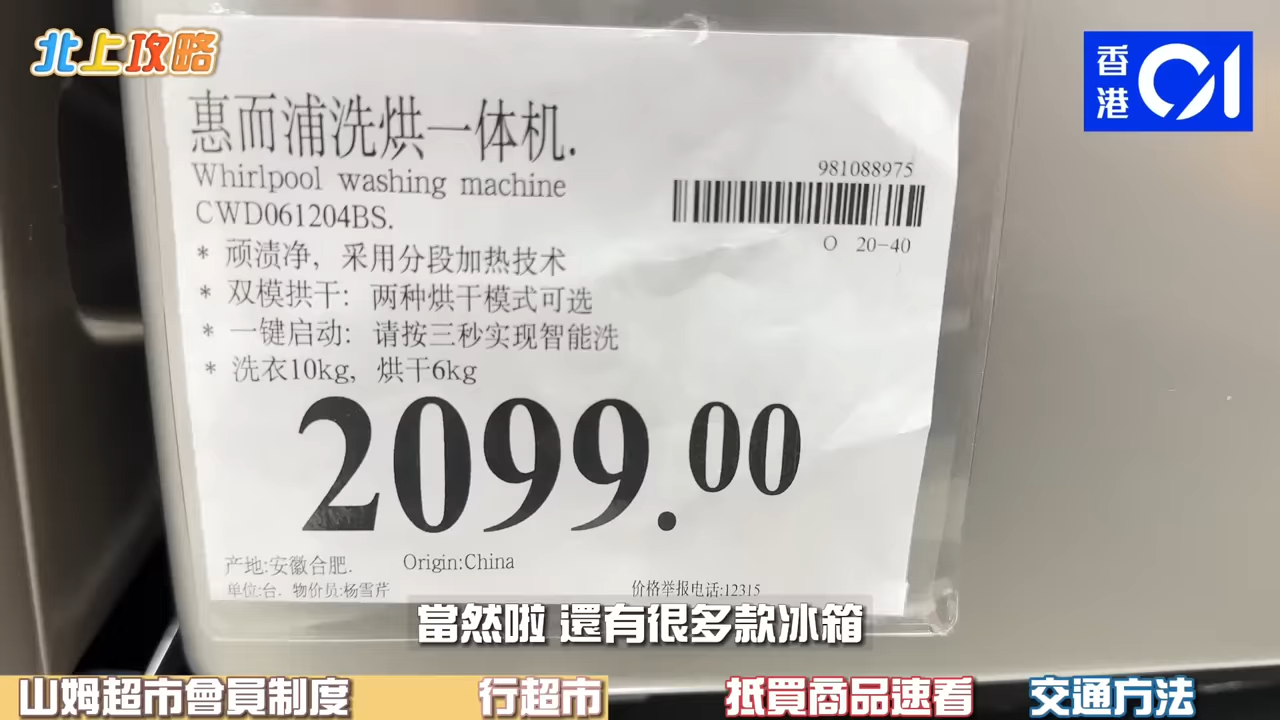 北上攻略
香港01
惠而浦洗烘一体机.
Whirlpool washing machine
CWD061204BS.
981088975
O 20-40
* 顽渍净，采用分段加热技术
* 双模拱干：两种烘干模式可选
* 一键启动：请按三秒实现智能洗
* 洗衣10kg，烘干6kg
2099.00
产地:安徽合肥.
Origin:China
单位:台. 物价员:杨雪芹
价格举报电话:12315
當然啦 還有很多款冰箱
山姆超市會員制度
行超市
抵買商品速看
交通方法